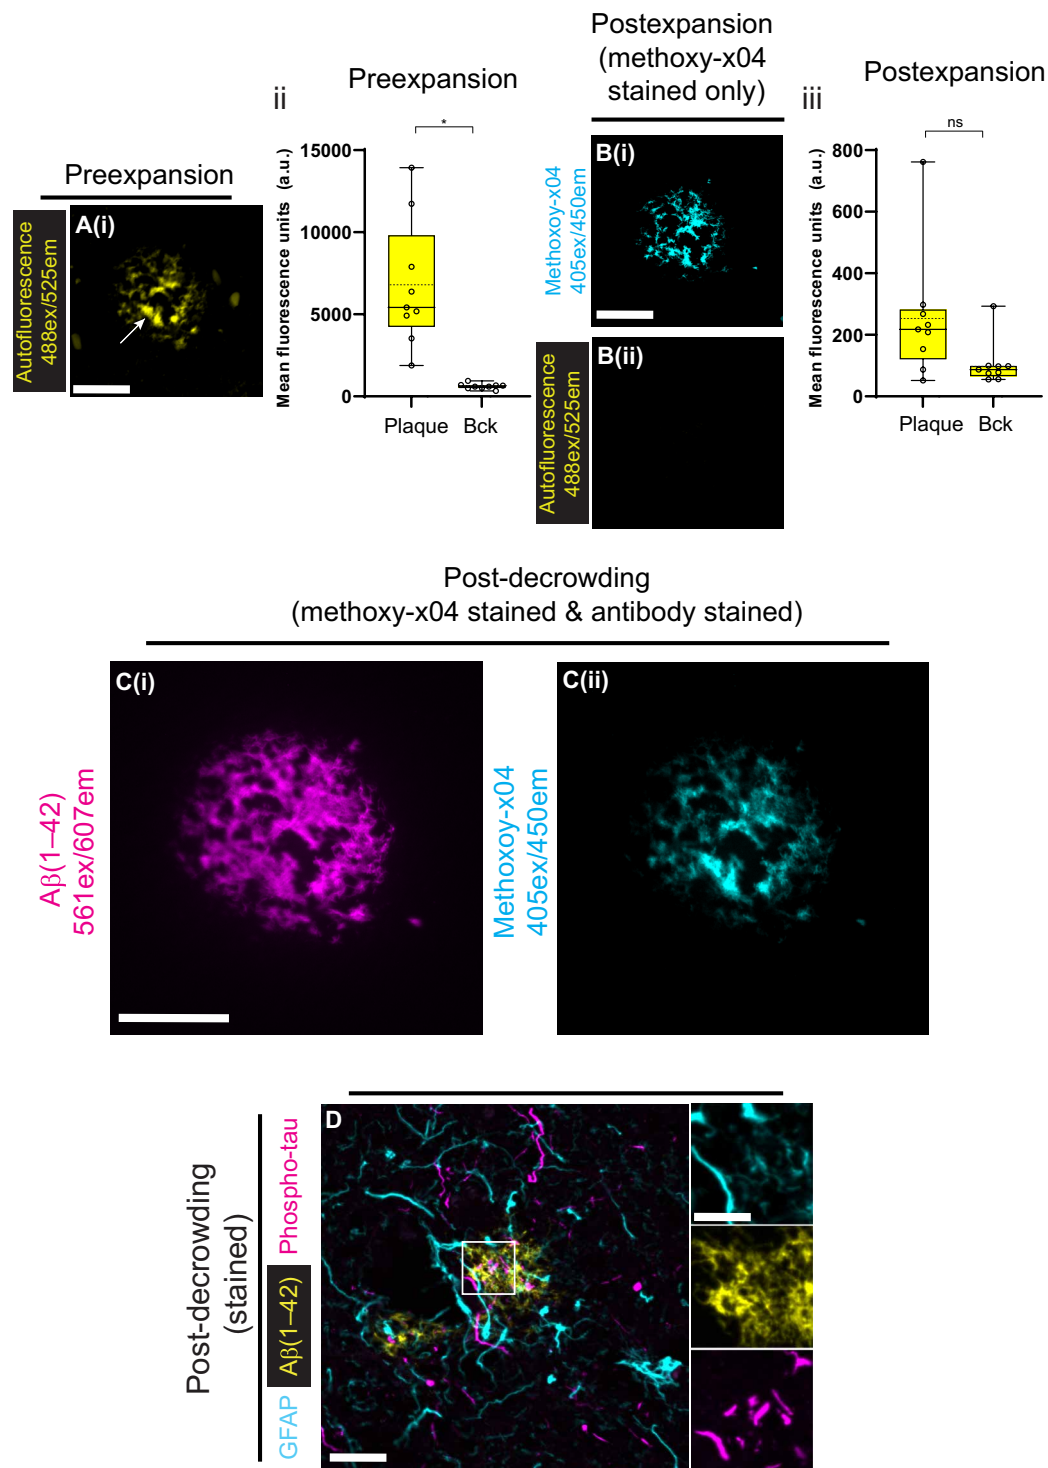 Preexpansion
Autofluorescence
488ex/525em
A(i)
ii
Preexpansion
*
Mean fluorescence units (a.u.)
15000
10000
5000
0
Plaque
Bck
Postexpansion
(methoxy-x04
stained only)
Methoxoy-x04
405ex/450em
B(i)
Autofluorescence
488ex/525em
B(ii)
iii
Postexpansion
ns
Mean fluorescence units (a.u.)
800
600
400
200
0
Plaque
Bck
Post-decrowding
(methoxy-x04 stained & antibody stained)
Aβ(1–42)
561ex/607em
C(i)
Methoxoy-x04
405ex/450em
C(ii)
Post-decrowding
(stained)
GFAP Aβ(1–42) Phospho-tau
D